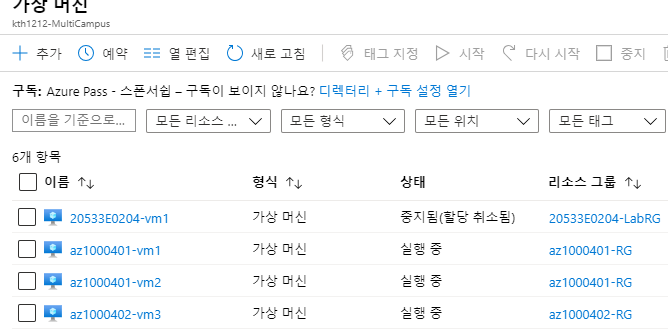 가상 머신
kth1212-MultiCampus
추가 예약 열 편집 새로 고침 태그 지정 시작 다시 시작 중지
구독: Azure Pass - 스폰서쉽 – 구독이 보이지 않나요? 디렉터리 + 구독 설정 열기
이름을 기준으로... 모든 리소스 ... 모든 형식 모든 위치 모든 태그
6개 항목
이름 형식 상태 리소스 그룹
20533E0204-vm1 가상 머신 중지됨(할당 취소됨) 20533E0204-LabRG
az1000401-vm1 가상 머신 실행 중 az1000401-RG
az1000401-vm2 가상 머신 실행 중 az1000401-RG
az1000402-vm3 가상 머신 실행 중 az1000402-RG